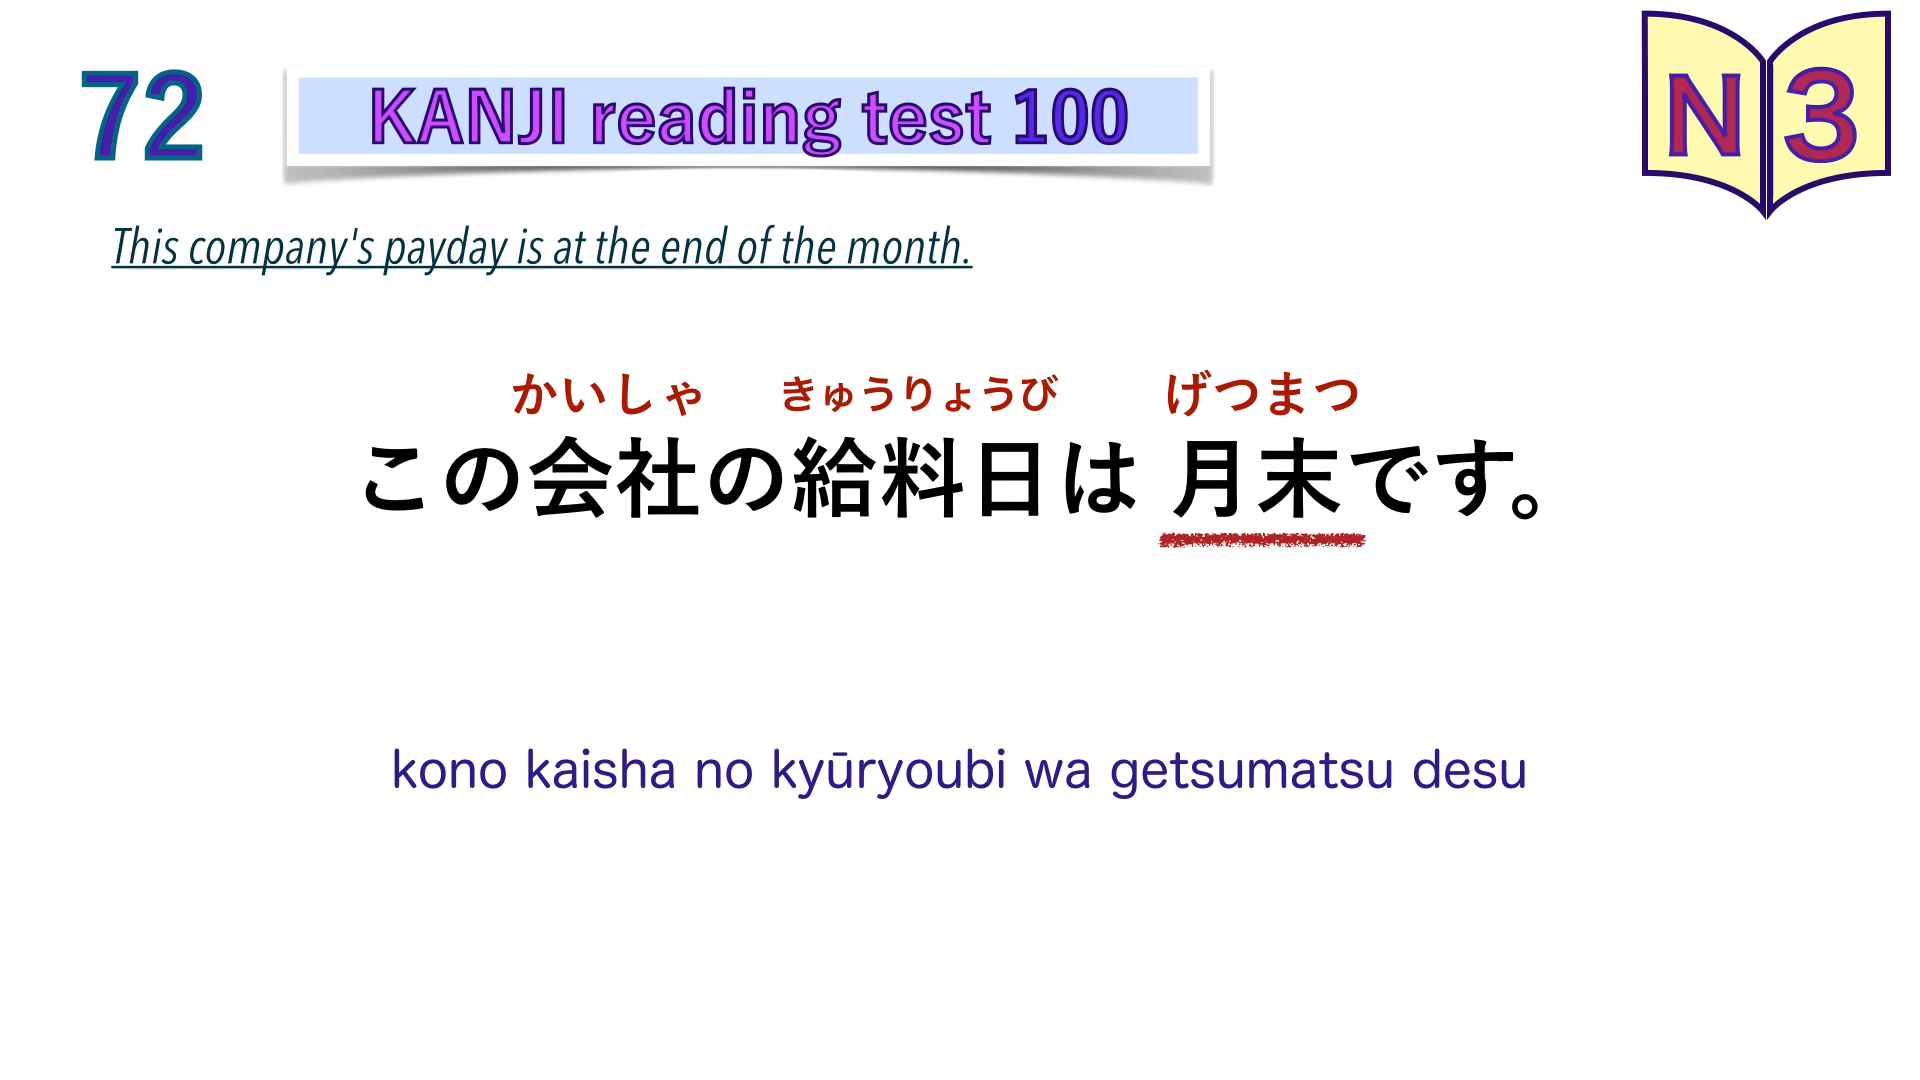 72
KANJI reading test 100
N3
This company's payday is at the end of the month.
かいしゃ きゅうりょうび げつまつ
この会社の給料日は 月末です。
kono kaisha no kyūryoubi wa getsumatsu desu